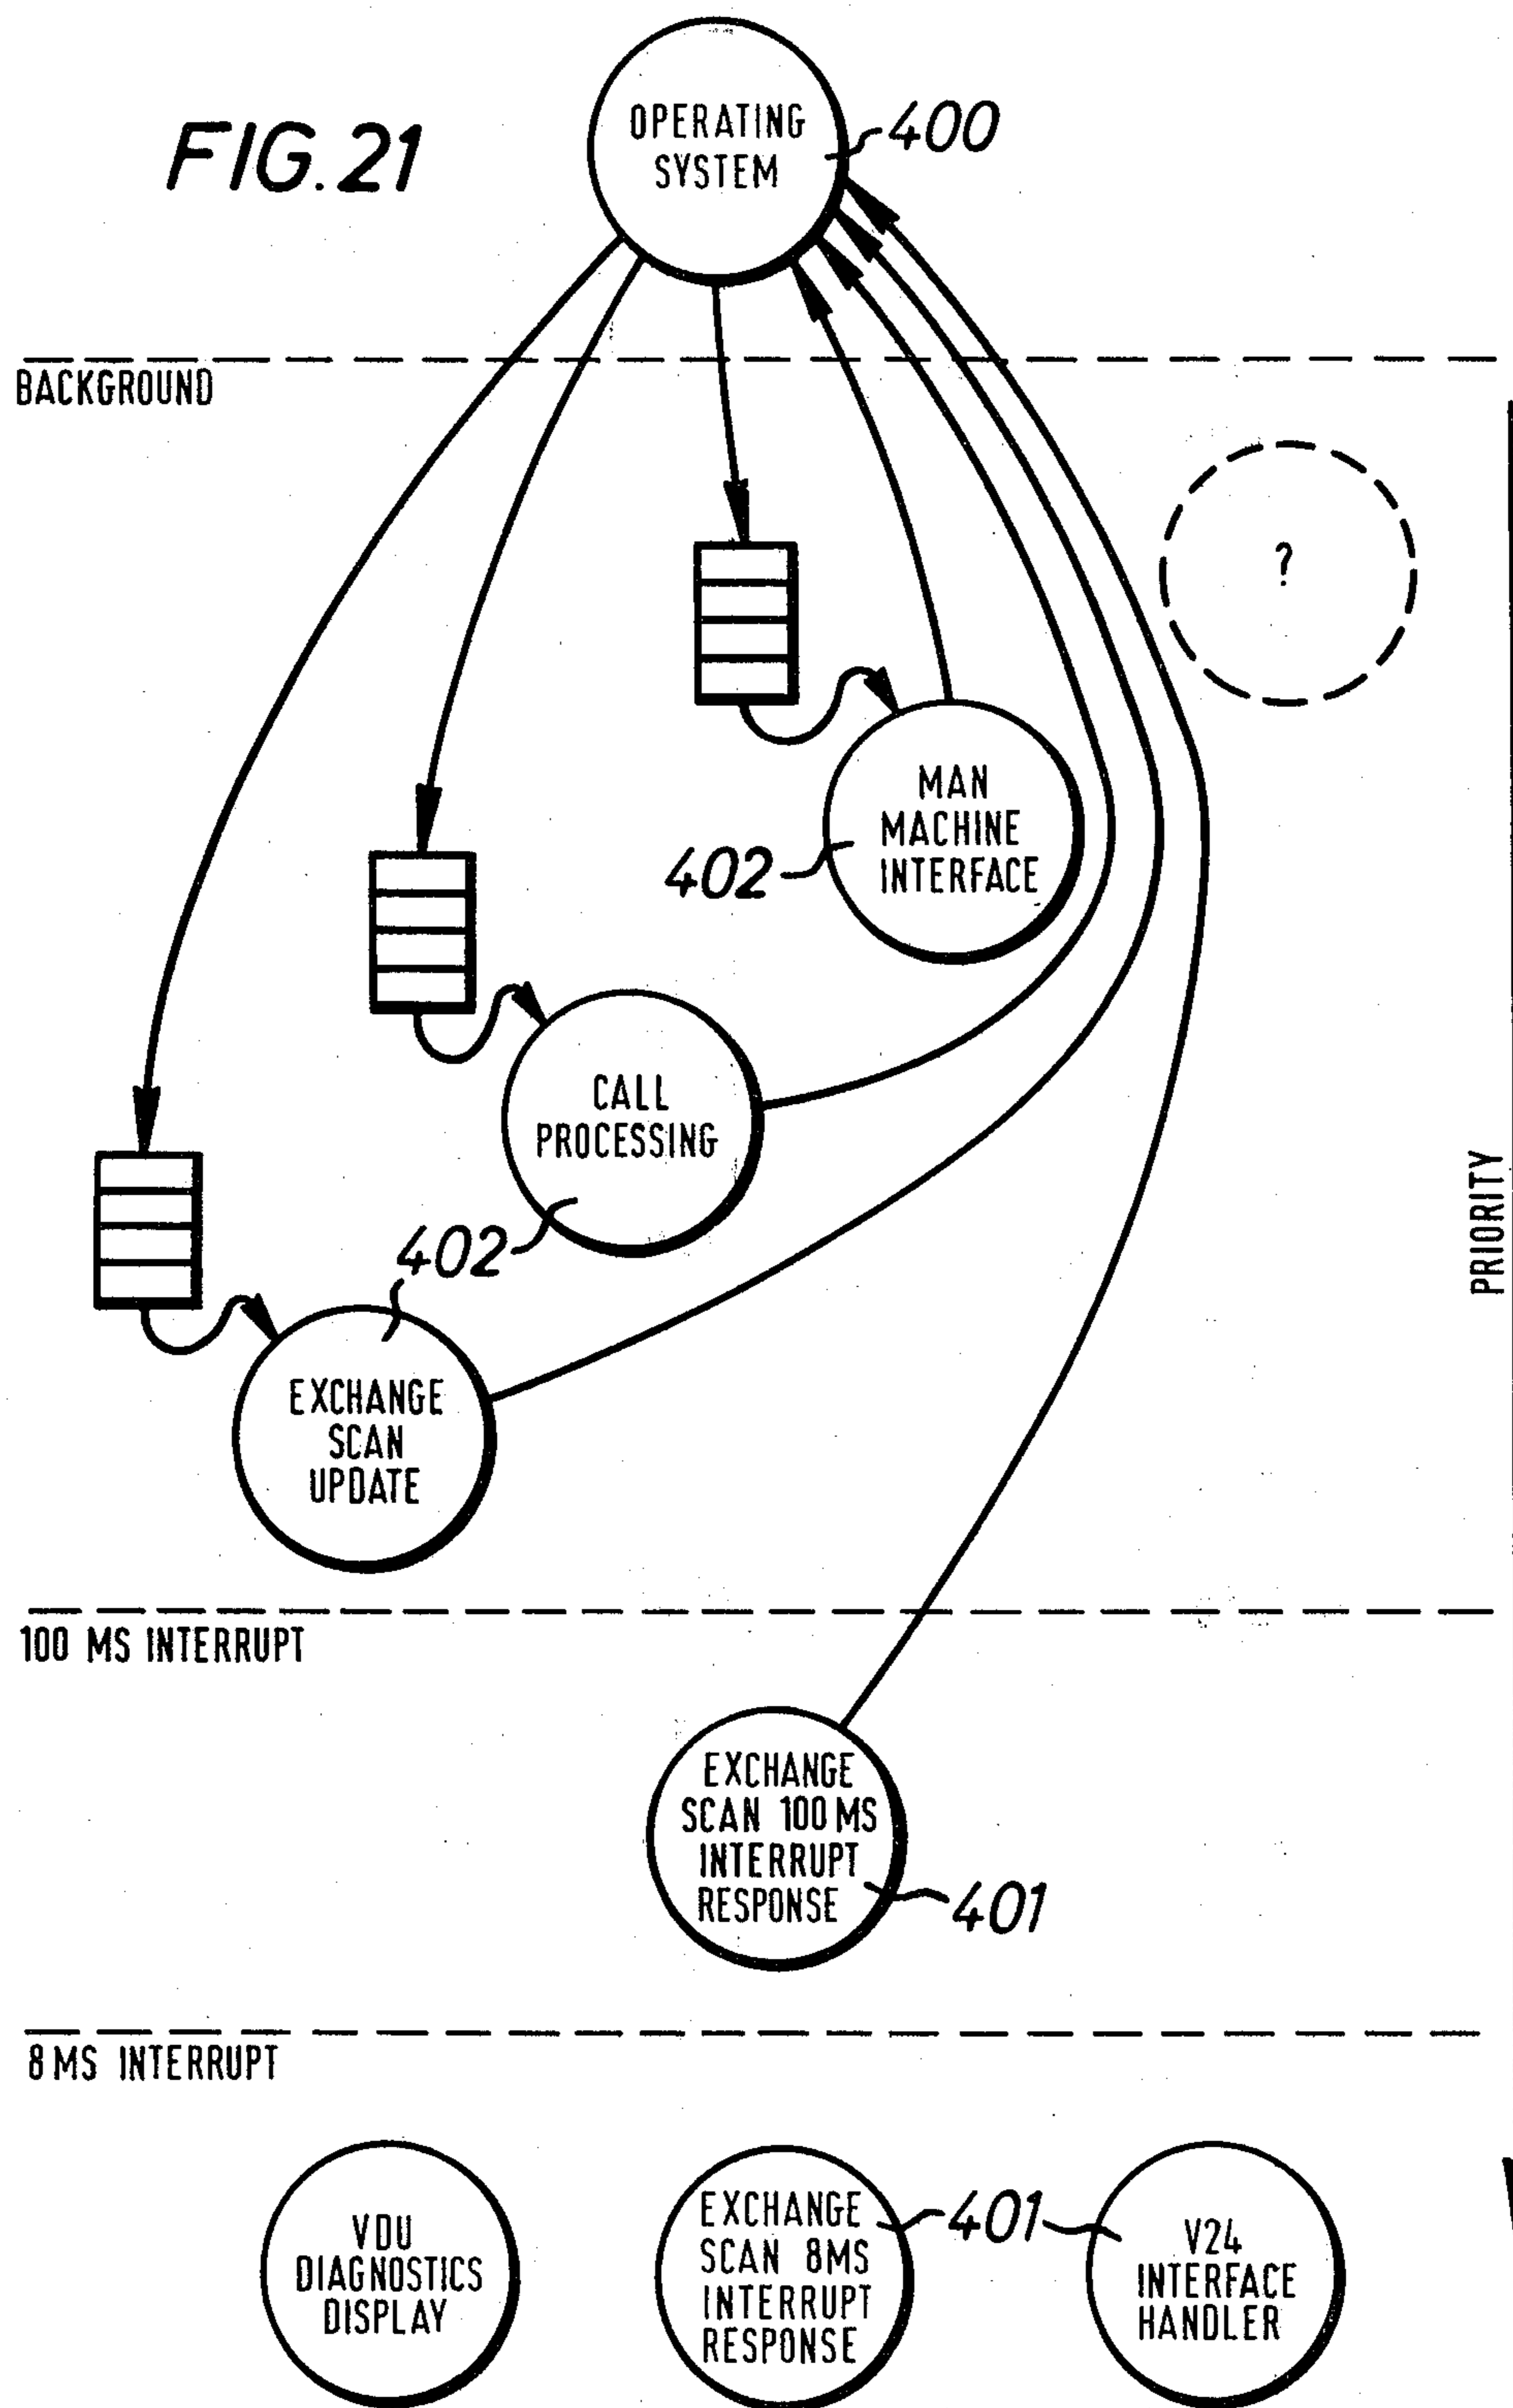 FIG. 21
OPERATING
SYSTEM
400
BACKGROUND
?
MAN
MACHINE
INTERFACE
402
CALL
PROCESSING
402
EXCHANGE
SCAN
UPDATE
PRIORITY
100 MS INTERRUPT
EXCHANGE
SCAN 100 MS
INTERRUPT
RESPONSE
401
8 MS INTERRUPT
VDU
DIAGNOSTICS
DISPLAY
EXCHANGE
SCAN 8MS
INTERRUPT
RESPONSE
401
V24
INTERFACE
HANDLER